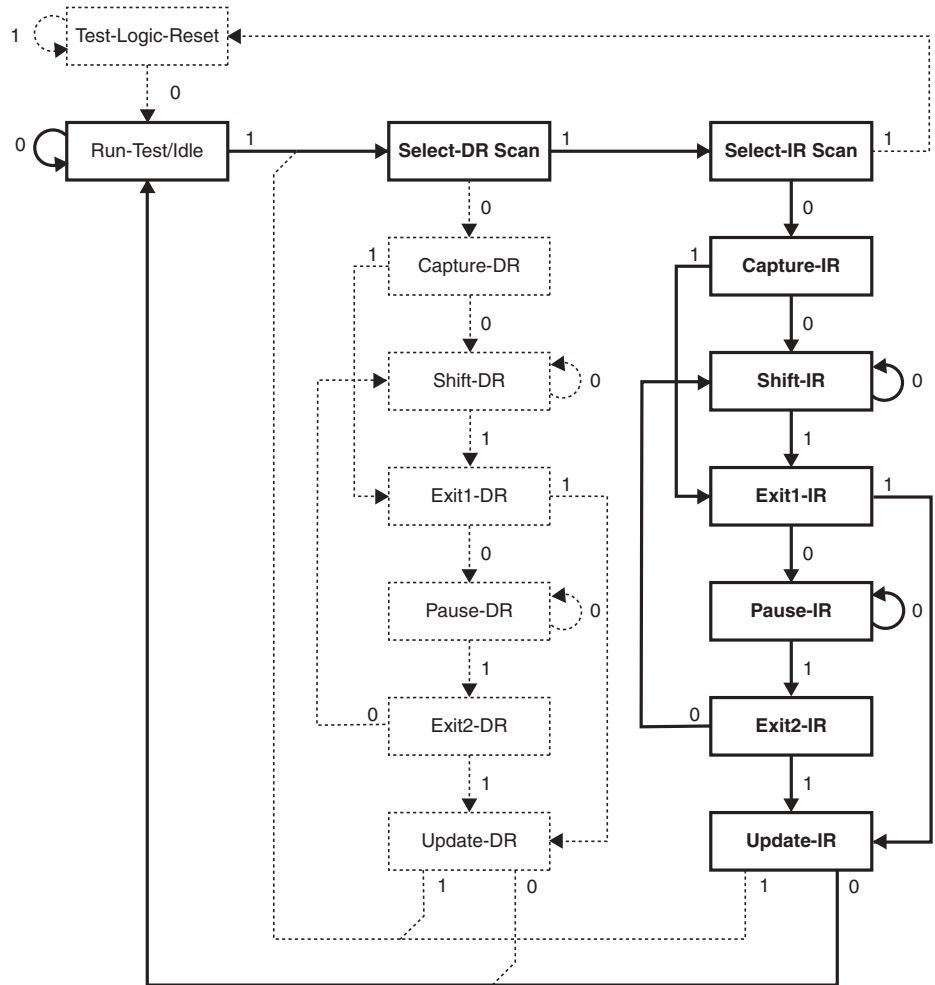 Test-Logic-Reset
1
0
0
Run-Test/Idle
1
Select-DR Scan
1
Select-IR Scan
1
0
0
1
Capture-DR
1
Capture-IR
0
0
Shift-DR
0
Shift-IR
0
1
1
Exit1-DR
1
Exit1-IR
1
0
0
Pause-DR
0
Pause-IR
0
1
1
0
Exit2-DR
0
Exit2-IR
1
1
Update-DR
Update-IR
1
0
1
0